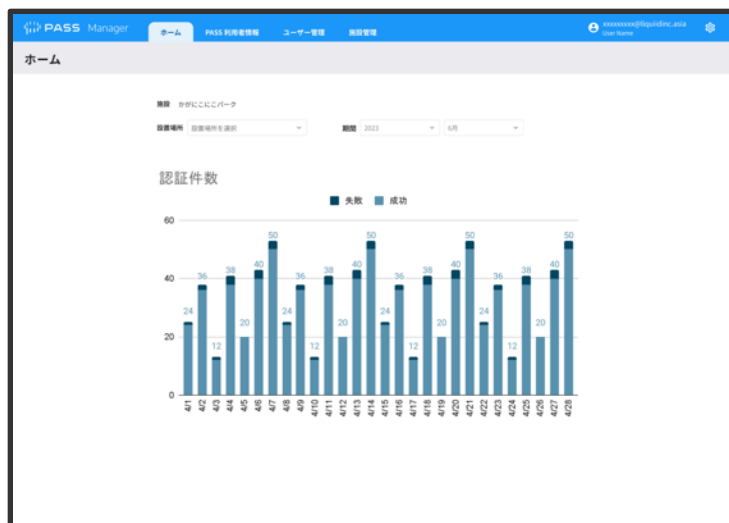 PASS Manager
ホーム
PASS 利用者情報
ユーザー管理
施設管理
xxxxxxxxx@liquidinc.asia
User Name
ホーム
施設 かがにこにこパーク
設置場所 設置場所を選択
期間 2023 6月
認証件数
失敗 成功
60
40
20
0
24 36 12 38 20 40 50 24 36 12 38 20 40 50 24 36 12 38 20 40 50 24 36 12 38 20 40 50
4/1 4/2 4/3 4/4 4/5 4/6 4/7 4/8 4/9 4/10 4/11 4/12 4/13 4/14 4/15 4/16 4/17 4/18 4/19 4/20 4/21 4/22 4/23 4/24 4/25 4/26 4/27 4/28